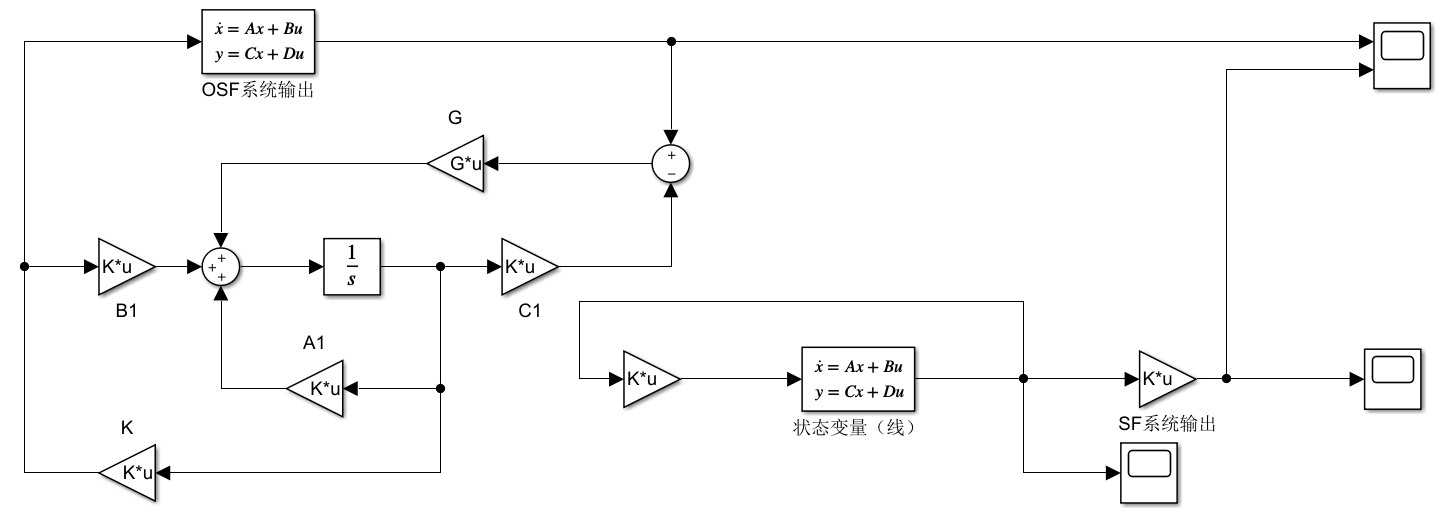 ẋ = Ax + Bu
y = Cx + Du
OSF系统输出
G
G*u
+
−
K*u
B1
+
+
+
1
s
K*u
C1
A1
K*u
K
K*u
K*u
ẋ = Ax + Bu
y = Cx + Du
状态变量（线）
K*u
SF系统输出